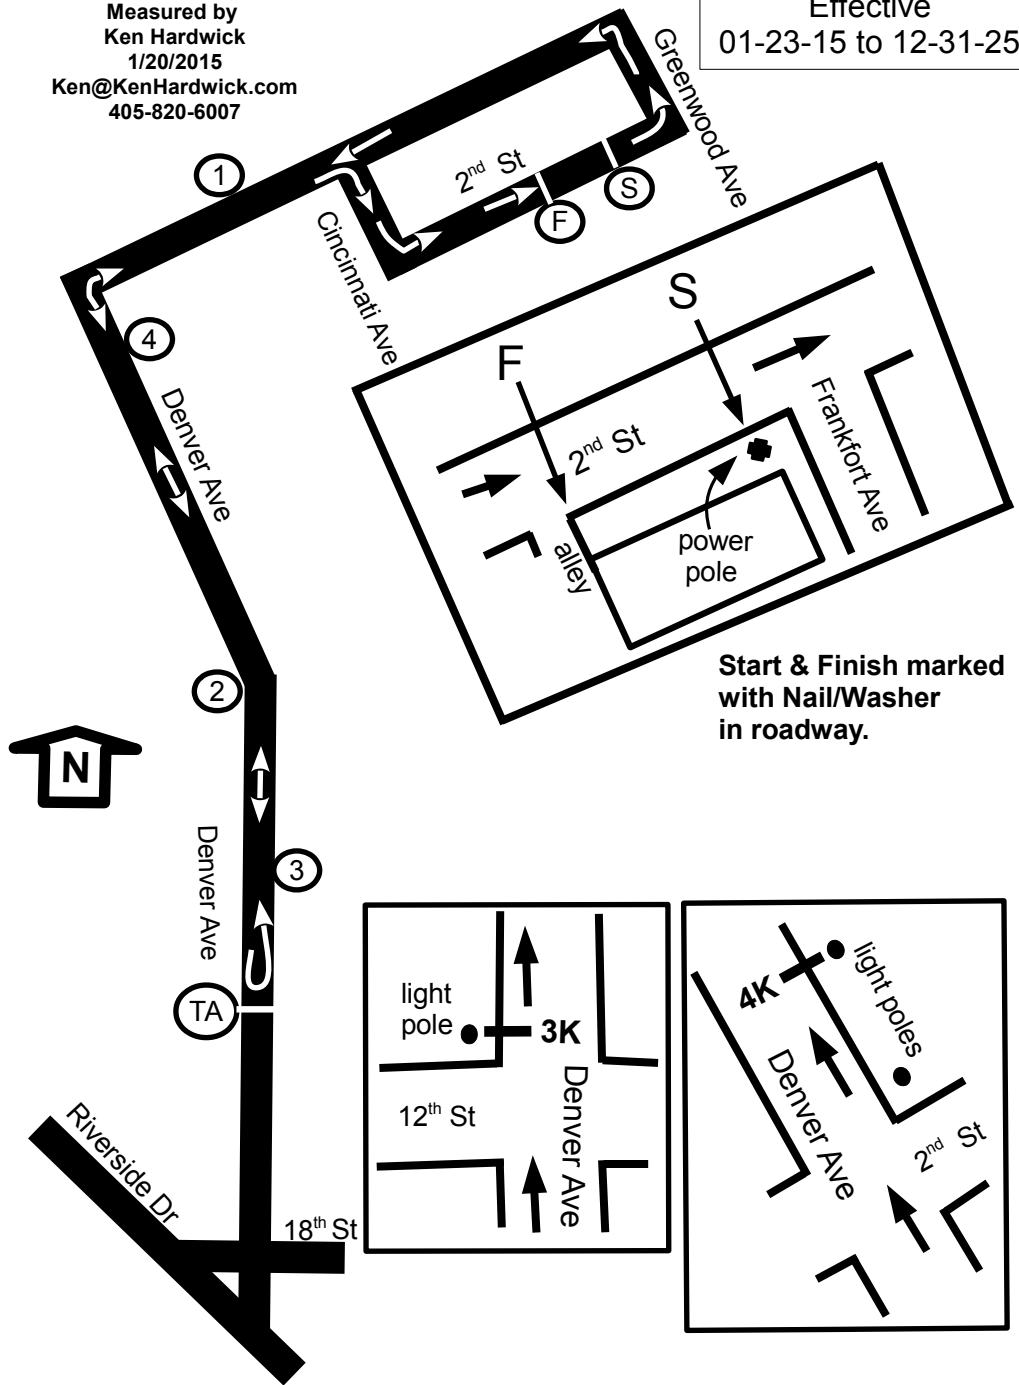 Measured by
Ken Hardwick
1/20/2015
Ken@KenHardwick.com
405-820-6007
Effective
01-23-15 to 12-31-25
Greenwood Ave
2nd St
1
S
F
Cincinnati Ave
4
Denver Ave
S
F
2nd St
Frankfort Ave
alley
power
pole
Start & Finish marked
with Nail/Washer
in roadway.
2
N
Denver Ave
3
TA
Riverside Dr
18th St
light
pole
3K
12th St
Denver Ave
4K
light poles
Denver Ave
2nd St